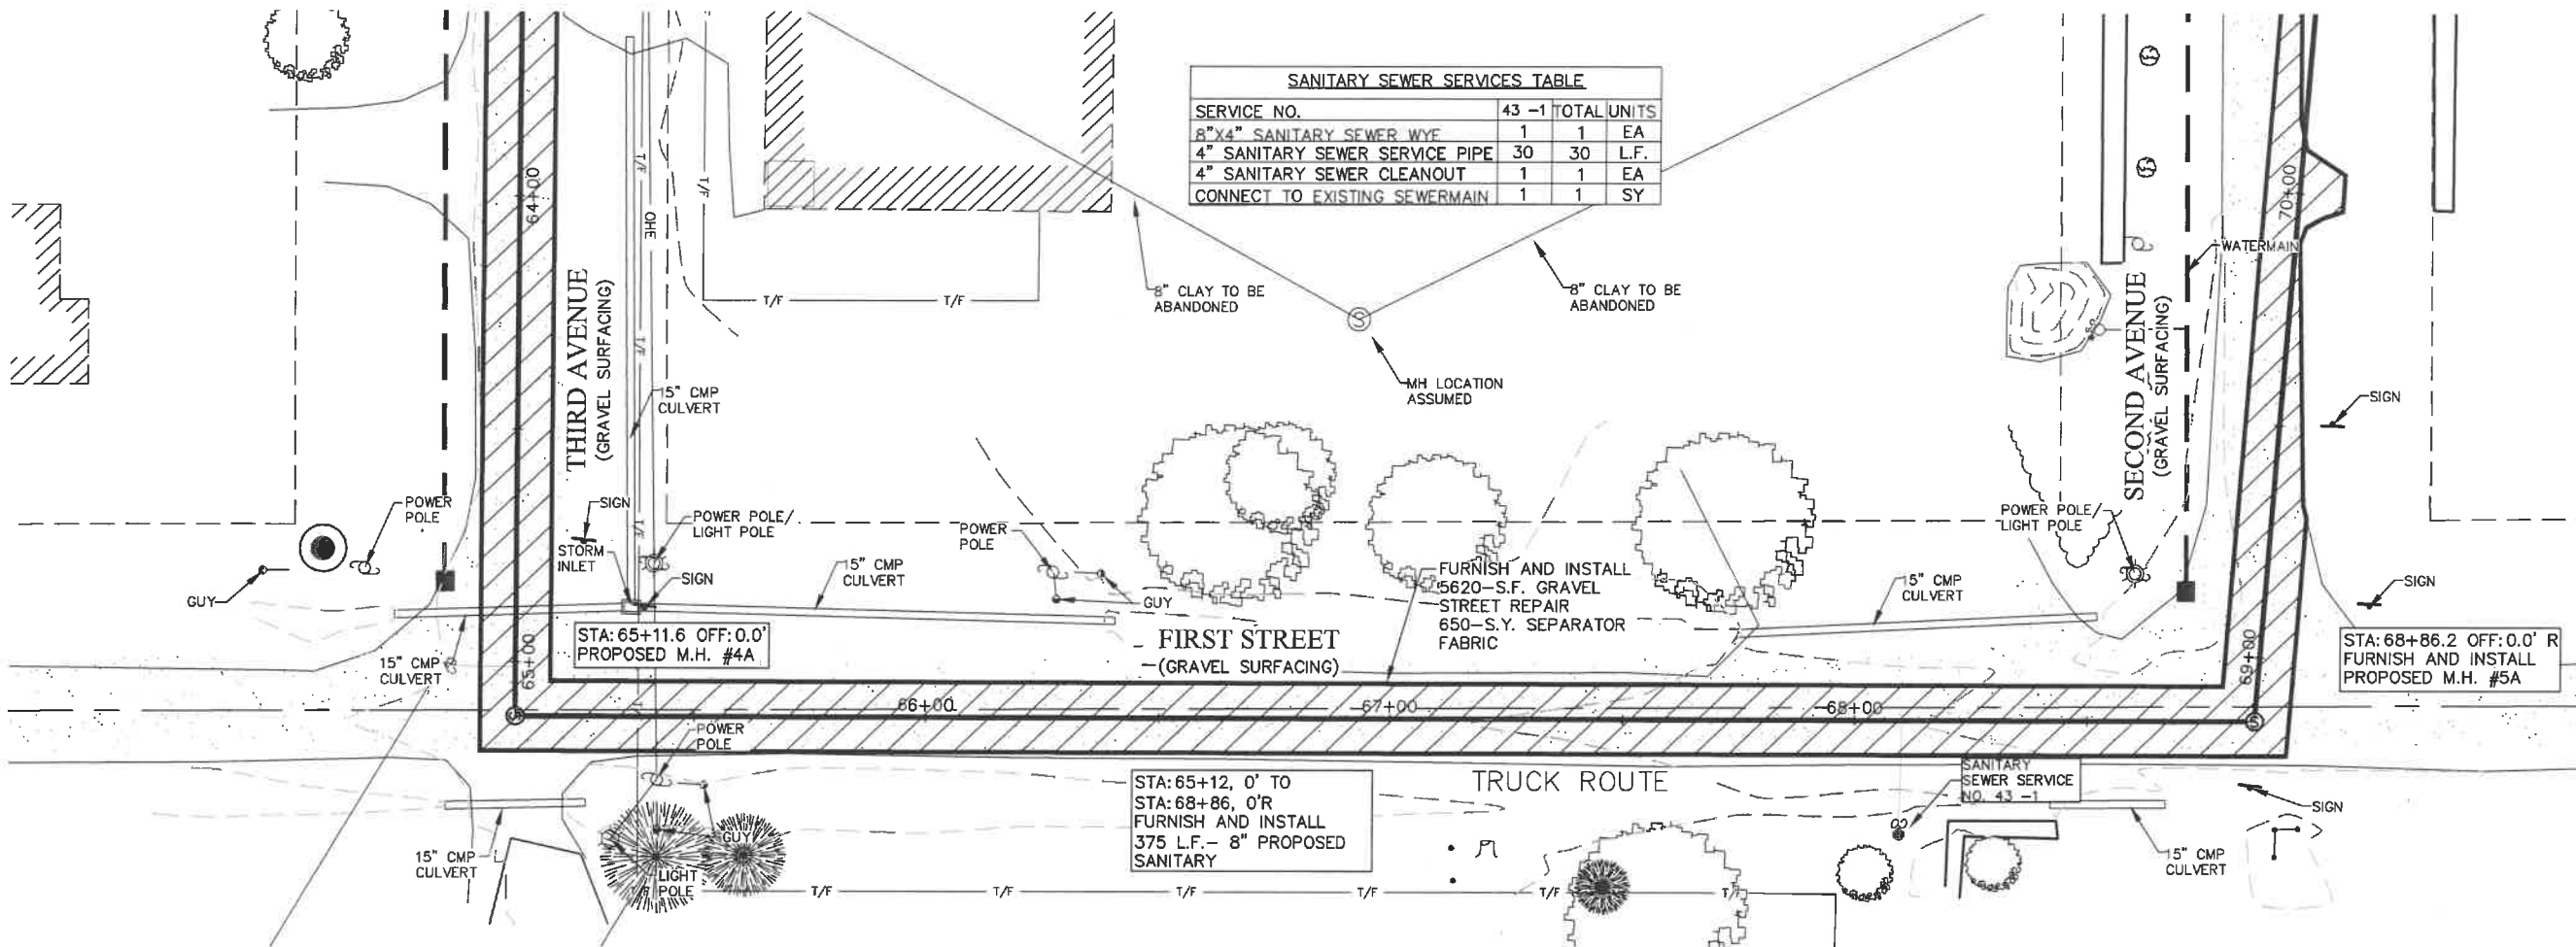 SANITARY SEWER SERVICES TABLE
SERVICE NO. 43 -1 TOTAL UNITS
8"X4" SANITARY SEWER WYE 1 1 EA
4" SANITARY SEWER SERVICE PIPE 30 30 L.F.
4" SANITARY SEWER CLEANOUT 1 1 EA
CONNECT TO EXISTING SEWERMAIN 1 1 SY
64+00
T/F
T/F
OHE
70+00
WATERMAIN
THIRD AVENUE
(GRAVEL SURFACING)
T/F
T/F
T/F
8" CLAY TO BE
ABANDONED
8" CLAY TO BE
ABANDONED
S
MH LOCATION
ASSUMED
SECOND AVENUE
(GRAVEL SURFACING)
15" CMP
CULVERT
SIGN
POWER
POLE
SIGN
STORM
INLET
POWER POLE/
LIGHT POLE
T/F
SIGN
GUY
15" CMP
CULVERT
POWER
POLE
GUY
FURNISH AND INSTALL
5620-S.F. GRAVEL
STREET REPAIR
650-S.Y. SEPARATOR
FABRIC
15" CMP
CULVERT
POWER POLE/
LIGHT POLE
SIGN
STA: 65+11.6 OFF: 0.0'
PROPOSED M.H. #4A
FIRST STREET
(GRAVEL SURFACING)
STA: 68+86.2 OFF: 0.0' R
FURNISH AND INSTALL
PROPOSED M.H. #5A
15" CMP
CULVERT
65+00
69+00
66+00
67+00
68+00
S
S
POWER
POLE
STA: 65+12, 0' TO
STA: 68+86, 0'R
FURNISH AND INSTALL
375 L.F.- 8" PROPOSED
SANITARY
TRUCK ROUTE
SANITARY
SEWER SERVICE
NO. 43 -1
SIGN
15" CMP
CULVERT
GUY
LIGHT
POLE
15" CMP
CULVERT
T/F
T/F
T/F
T/F
T/F
T/